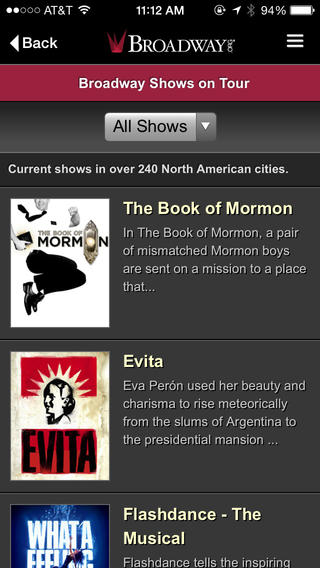 AT&T 11:12 AM 94%
Back BROADWAY.ORG
Broadway Shows on Tour
All Shows
Current shows in over 240 North American cities.
THE BOOK OF
MORMON
The Book of Mormon
In The Book of Mormon, a pair
of mismatched Mormon boys
are sent on a mission to a place
that...
EVITA
Evita
Eva Perón used her beauty and
charisma to rise meteorically
from the slums of Argentina to
the presidential mansion ...
WHAT A
FEELING
Flashdance - The
Musical
Flashdance tells the inspiring